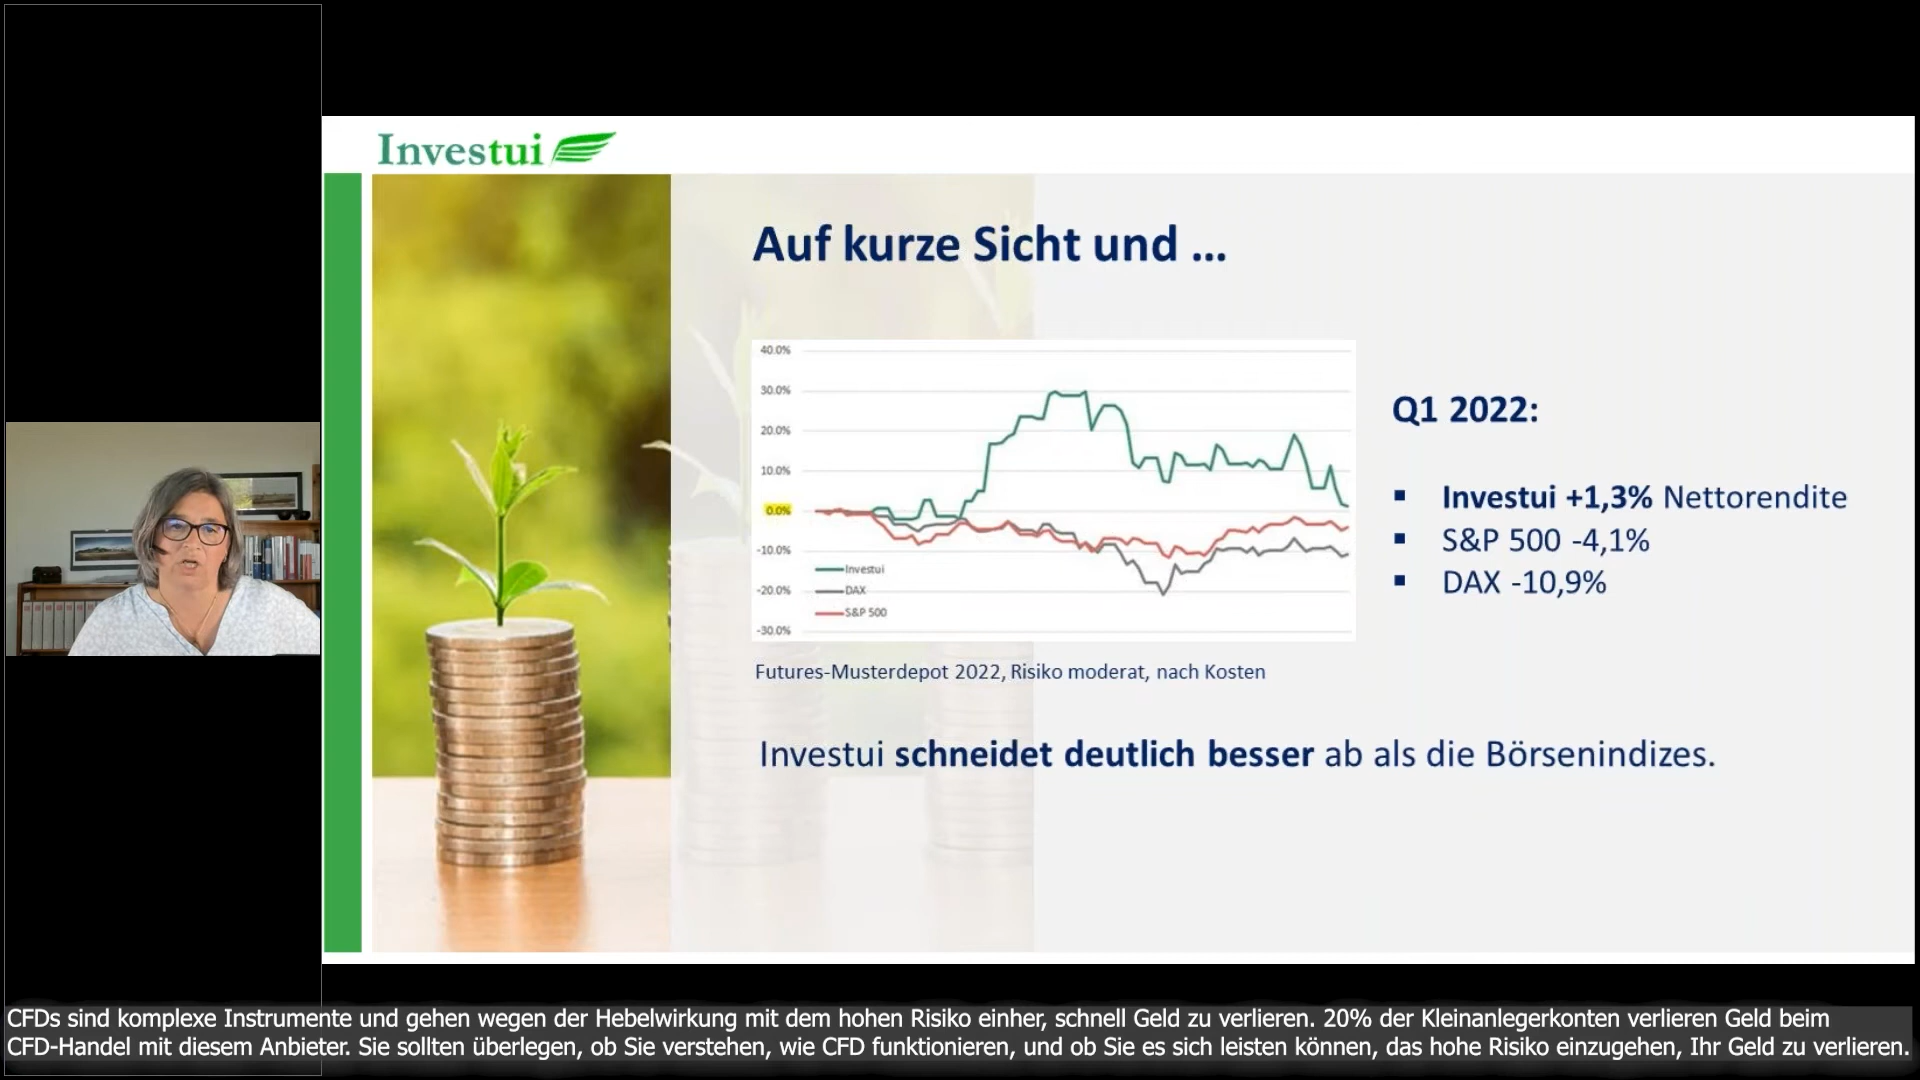 Investui
Auf kurze Sicht und ...
40.0%
30.0%
20.0%
10.0%
0.0%
-10.0%
-20.0%
-30.0%
Investui
DAX
S&P 500
Futures-Musterdepot 2022, Risiko moderat, nach Kosten
Q1 2022:
▪ Investui +1,3% Nettorendite
▪ S&P 500 -4,1%
▪ DAX -10,9%
Investui schneidet deutlich besser ab als die Börsenindizes.
CFDs sind komplexe Instrumente und gehen wegen der Hebelwirkung mit dem hohen Risiko einher, schnell Geld zu verlieren. 20% der Kleinanlegerkonten verlieren Geld beim
CFD-Handel mit diesem Anbieter. Sie sollten überlegen, ob Sie verstehen, wie CFD funktionieren, und ob Sie es sich leisten können, das hohe Risiko einzugehen, Ihr Geld zu verlieren.